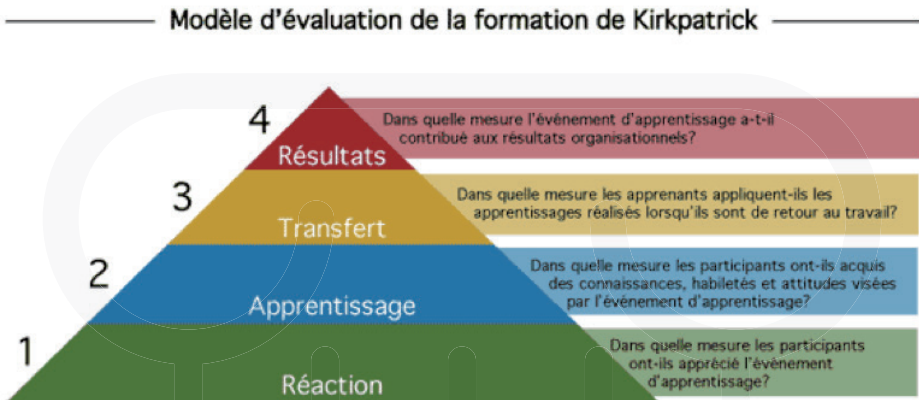 Modèle d'évaluation de la formation de Kirkpatrick
4
Résultats
Dans quelle mesure l'événement d'apprentissage a-t-il
contribué aux résultats organisationnels?
3
Transfert
Dans quelle mesure les apprenants appliquent-ils les
apprentissages réalisés lorsqu'ils sont de retour au travail?
2
Apprentissage
Dans quelle mesure les participants ont-ils acquis
des connaissances, habiletés et attitudes visées
par l'événement d'apprentissage?
1
Réaction
Dans quelle mesure les participants
ont-ils apprécié l'événement
d'apprentissage?